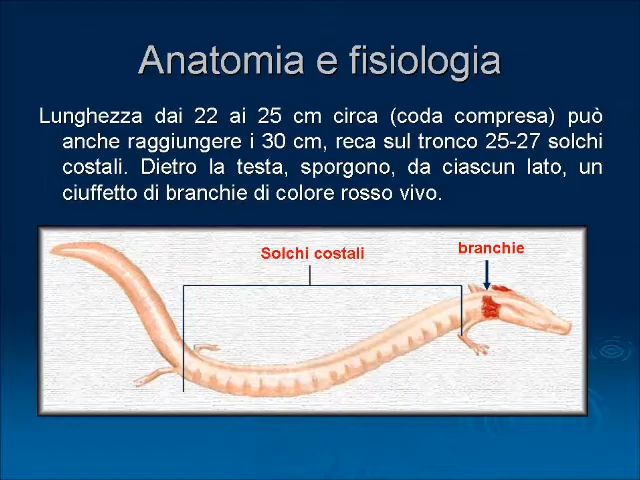 Anatomia e fisiologia
Lunghezza dai 22 ai 25 cm circa (coda compresa) può
anche raggiungere i 30 cm, reca sul tronco 25-27 solchi
costali. Dietro la testa, sporgono, da ciascun lato, un
ciuffetto di branchie di colore rosso vivo.
Solchi costali
branchie